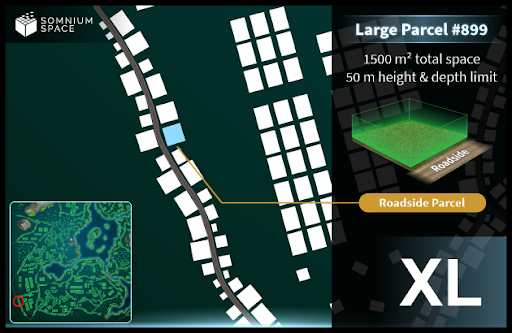 SOMNIUM
SPACE
Large Parcel #899
1500 m² total space
50 m height & depth limit
Roadside
Roadside Parcel
XL